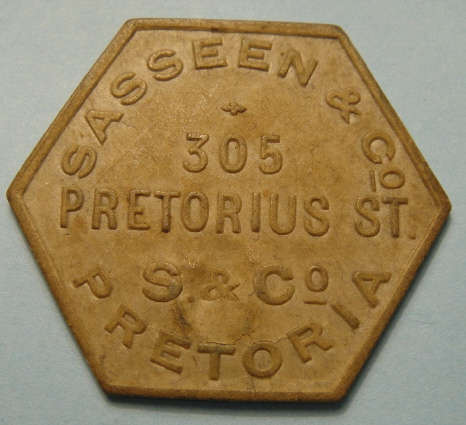 SASSEEN & Co
305
PRETORIUS ST.
S. & Co
PRETORIA